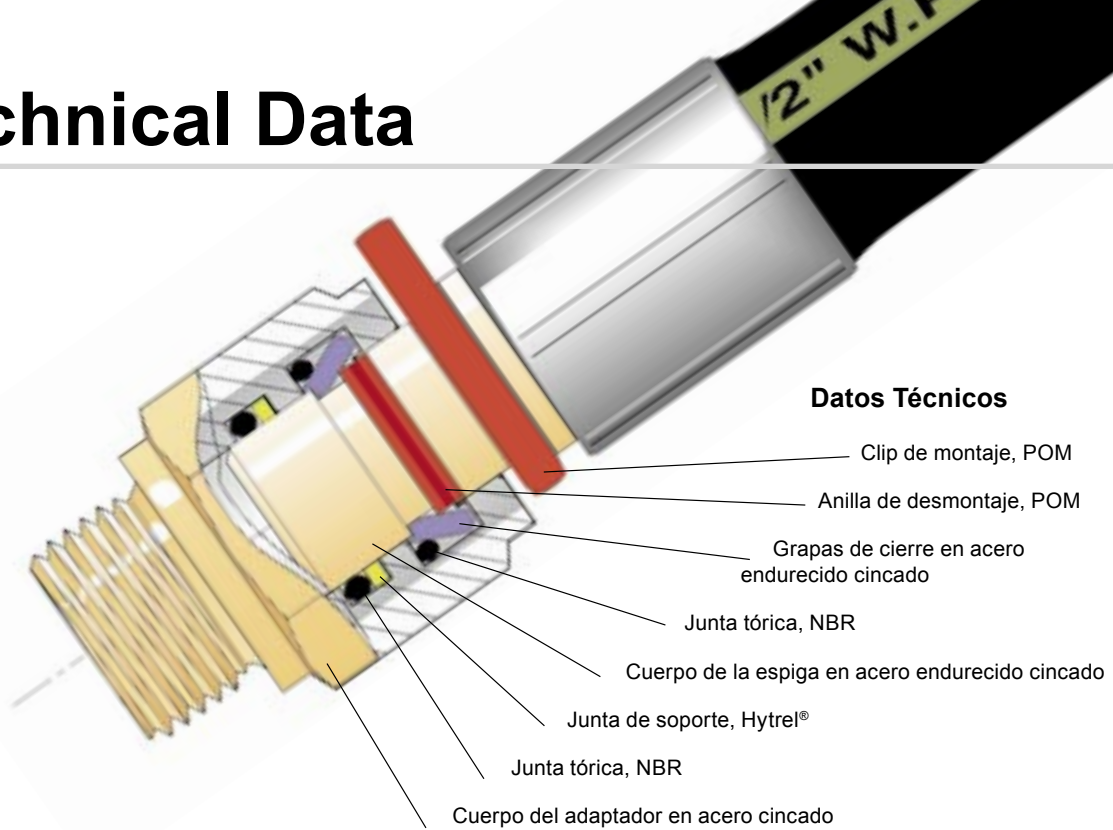 chnical Data
/2" W.P
Datos Técnicos
Clip de montaje, POM
Anilla de desmontaje, POM
Grapas de cierre en acero
endurecido cincado
Junta tórica, NBR
Cuerpo de la espiga en acero endurecido cincado
Junta de soporte, Hytrel®
Junta tórica, NBR
Cuerpo del adaptador en acero cincado